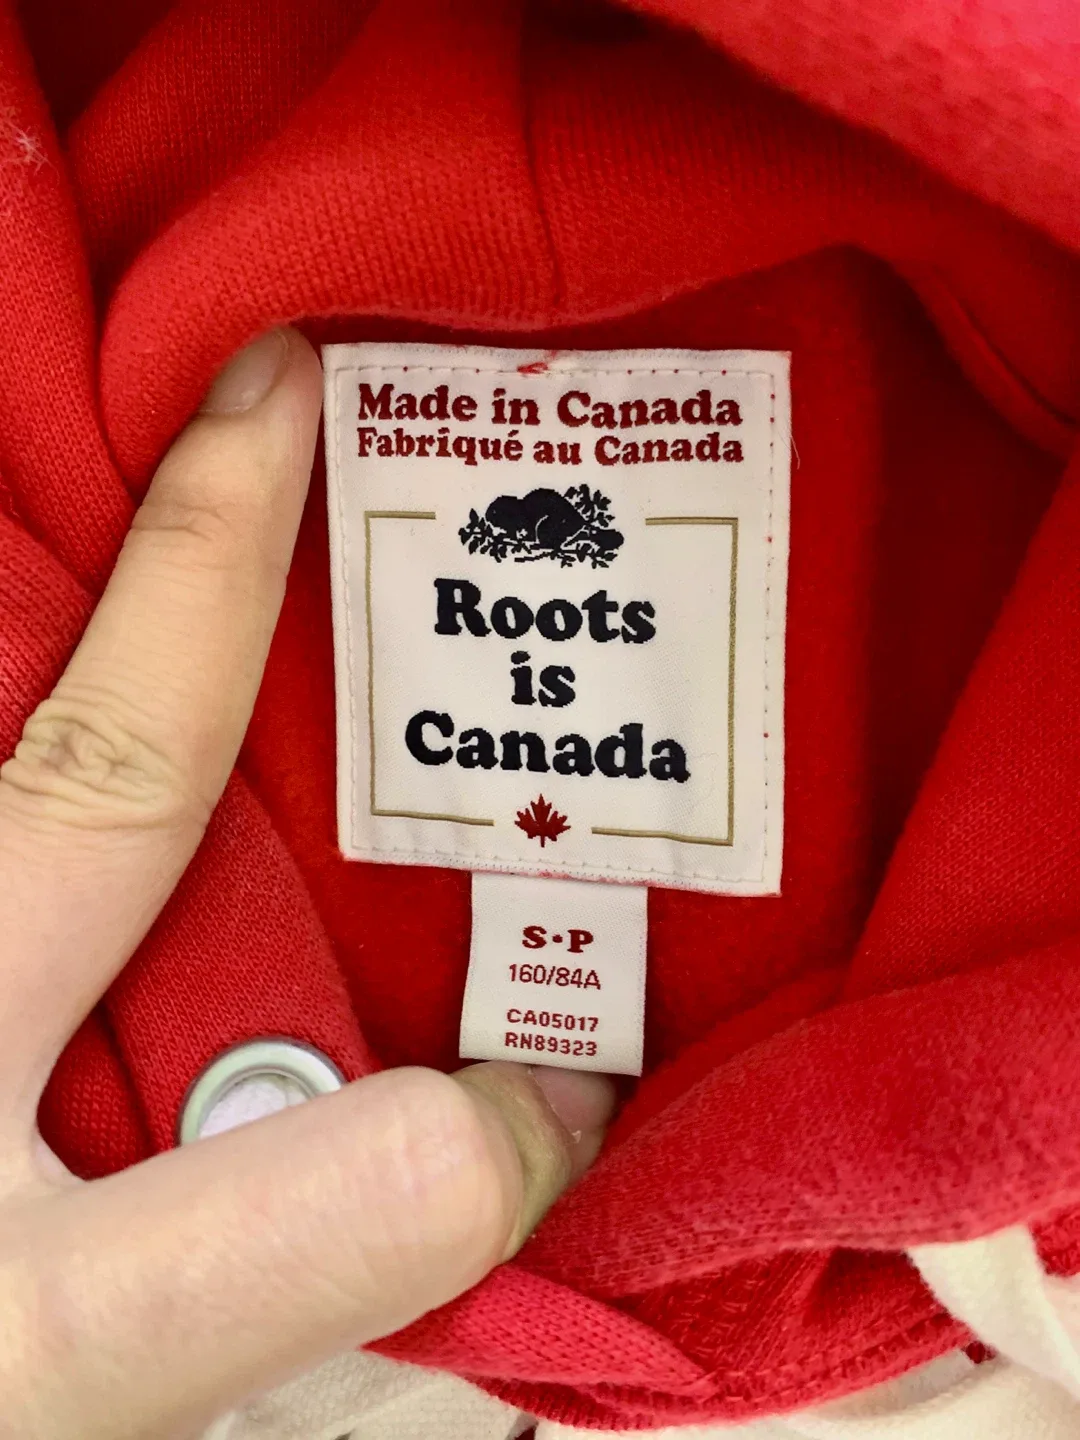 Made in Canada
Fabriqué au Canada
Roots
is
Canada
S•P
160/84A
CA05017
RN89323